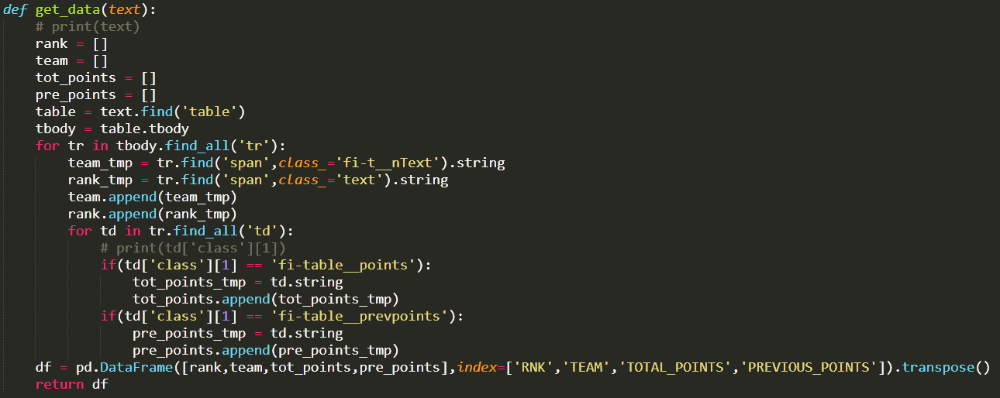 def get_data(text):
    # print(text)
    rank = []
    team = []
    tot_points = []
    pre_points = []
    table = text.find('table')
    tbody = table.tbody
    for tr in tbody.find_all('tr'):
        team_tmp = tr.find('span',class_='fi-t__nText').string
        rank_tmp = tr.find('span',class_='text').string
        team.append(team_tmp)
        rank.append(rank_tmp)
        for td in tr.find_all('td'):
            # print(td['class'][1])
            if(td['class'][1] == 'fi-table__points'):
                tot_points_tmp = td.string
                tot_points.append(tot_points_tmp)
            if(td['class'][1] == 'fi-table__prevpoints'):
                pre_points_tmp = td.string
                pre_points.append(pre_points_tmp)
    df = pd.DataFrame([rank,team,tot_points,pre_points],index=['RNK','TEAM','TOTAL_POINTS','PREVIOUS_POINTS']).transpose()
    return df